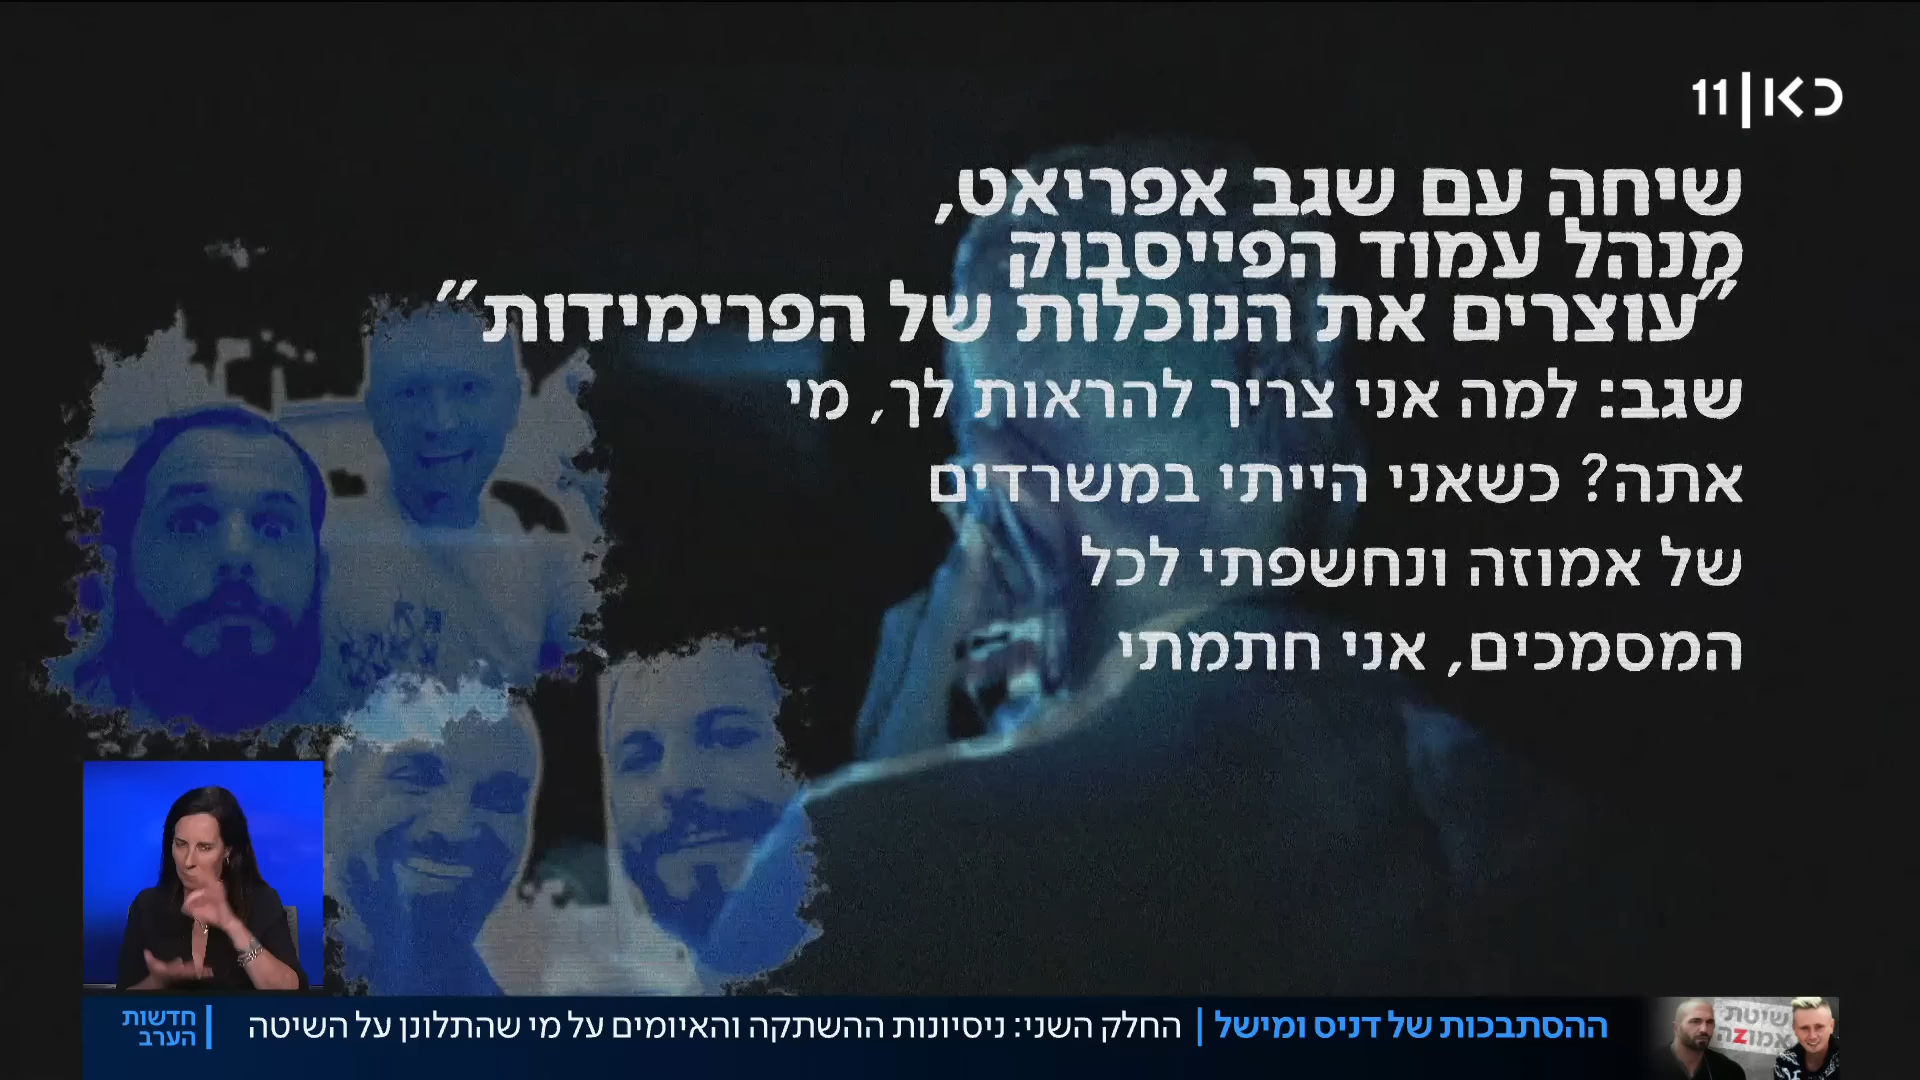 כאן 11
שיחה עם שגב אפריאט,
מנהל עמוד הפייסבוק
"עוצרים את הנוכלות של הפרימידות"
שגב: למה אני צריך להראות לך, מי
אתה? כשאני הייתי במשרדים
של אמוזה ונחשפתי לכל
המסמכים, אני חתמתי
שיטת
אמוzה
ההסתבכות של דניס ומישל | החלק השני: ניסיונות ההשתקה והאיומים על מי שהתלונן על השיטה
חדשות
הערב